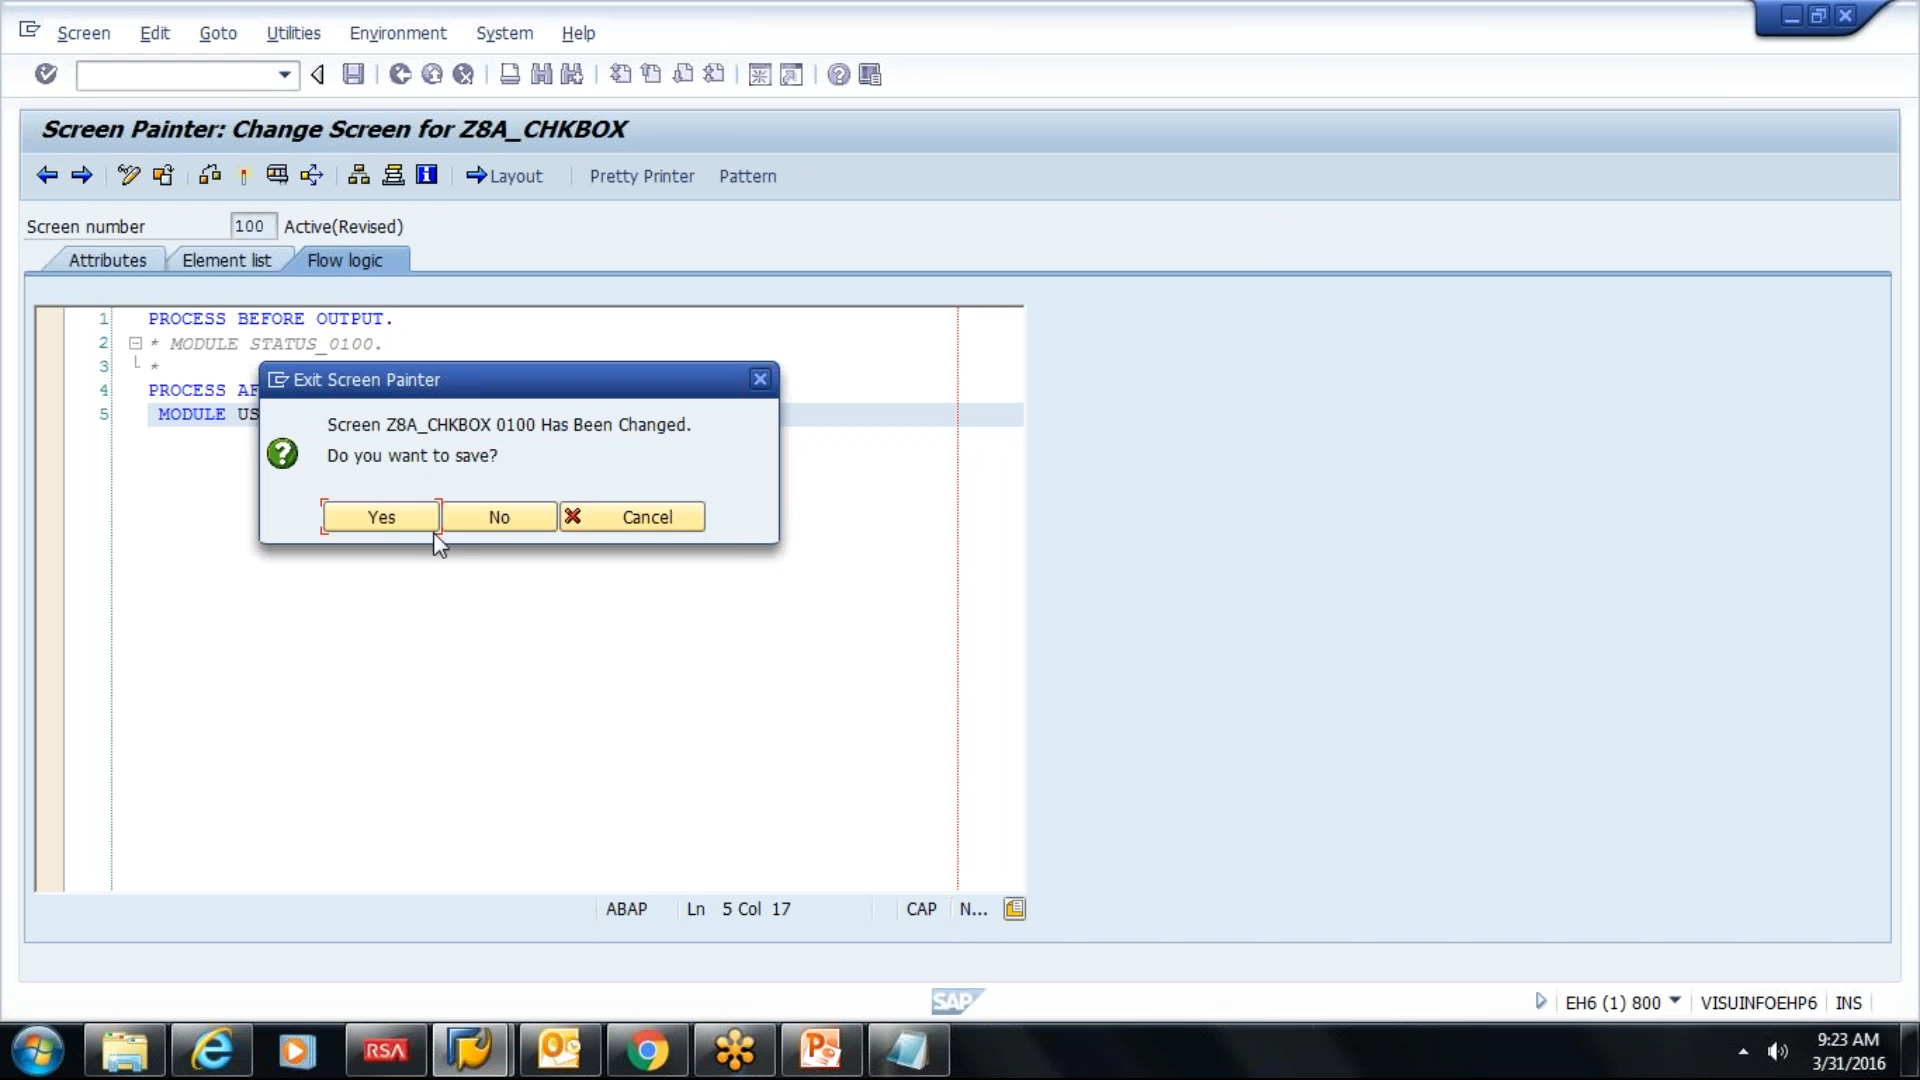 Screen Edit Goto Utilities Environment System Help
Screen Painter: Change Screen for Z8A_CHKBOX
Layout Pretty Printer Pattern
Screen number 100 Active(Revised)
Attributes Element list Flow logic
1 PROCESS BEFORE OUTPUT.
2 * MODULE STATUS_0100.
3 *
4 PROCESS AF
5 MODULE US
Exit Screen Painter
Screen Z8A_CHKBOX 0100 Has Been Changed.
Do you want to save?
Yes No Cancel
ABAP Ln 5 Col 17 CAP N...
SAP
EH6 (1) 800 VISUINFOEHP6 INS
RSA
9:23 AM
3/31/2016